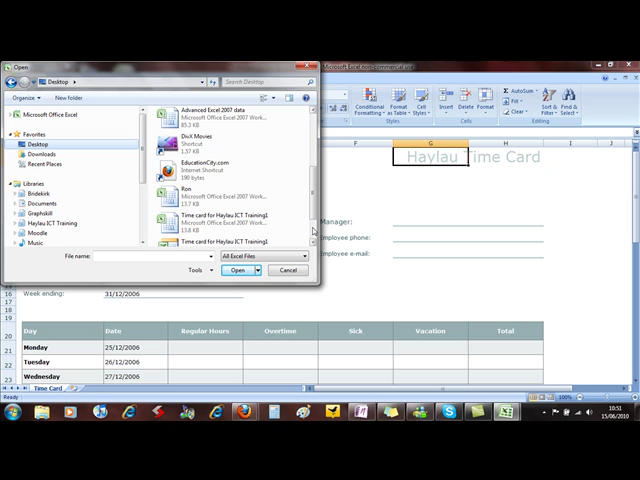 Open
Microsoft Excel non-commercial use
Desktop
Search Desktop
Organize
New folder
Microsoft Office Excel
Favorites
Desktop
Downloads
Recent Places
Libraries
Bridekirk
Documents
Graphskill
Haylau ICT Training
Moodle
Music
Advanced Excel 2007 data
Microsoft Office Excel 2007 Work...
85.3 KB
DivX Movies
Shortcut
1.57 KB
EducationCity.com
Internet Shortcut
190 bytes
Ron
Microsoft Office Excel 2007 Work...
13.7 KB
Time card for Haylau ICT Training1
Microsoft Office Excel 2007 Work...
13.8 KB
Time card for Haylau ICT Training1
File name:
All Excel Files
Tools
Open
Cancel
Conditional Formatting
Format as Table
Cell Styles
Styles
Insert
Delete
Format
Cells
AutoSum
Fill
Clear
Sort & Filter
Find & Select
Editing
F G H I J
Haylau Time Card
Manager:
Employee phone:
Employee e-mail:
16 Week ending: 31/12/2006
20 Day Date Regular Hours Overtime Sick Vacation Total
21 Monday 25/12/2006
22 Tuesday 26/12/2006
23 Wednesday 27/12/2006
Time Card
Ready
100%
10:51
15/06/2010